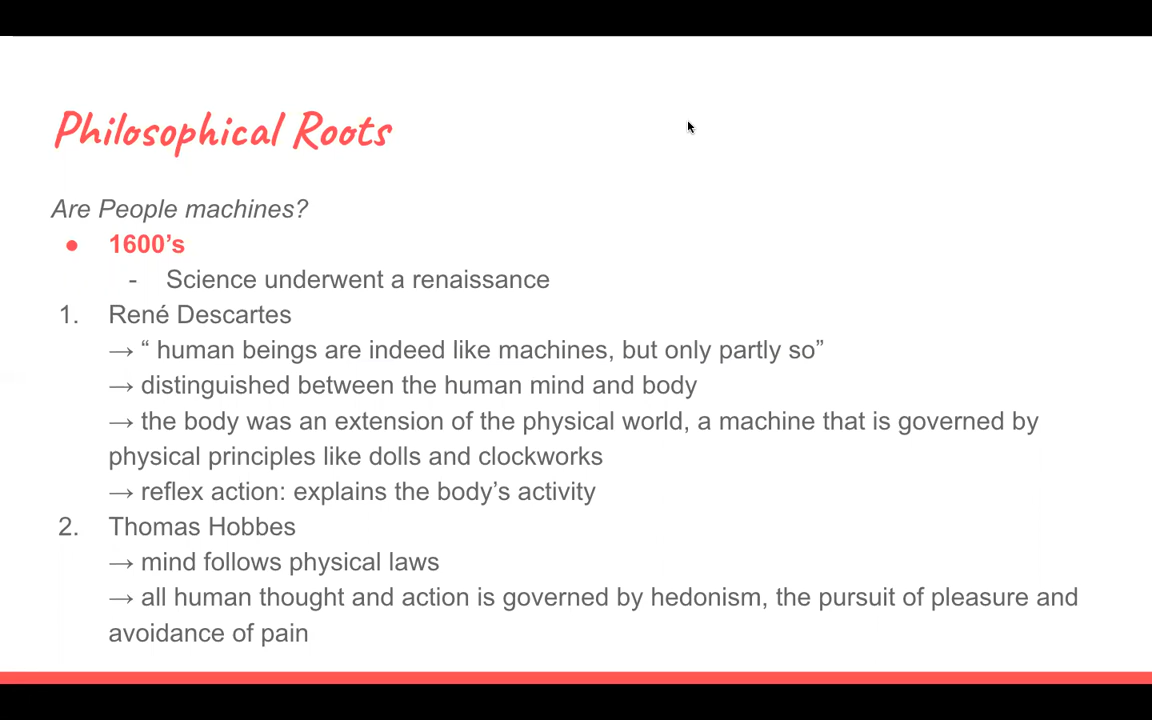 Philosophical Roots
Are People machines?
● 1600’s
- Science underwent a renaissance
1. René Descartes
→ “ human beings are indeed like machines, but only partly so”
→ distinguished between the human mind and body
→ the body was an extension of the physical world, a machine that is governed by
physical principles like dolls and clockworks
→ reflex action: explains the body’s activity
2. Thomas Hobbes
→ mind follows physical laws
→ all human thought and action is governed by hedonism, the pursuit of pleasure and
avoidance of pain